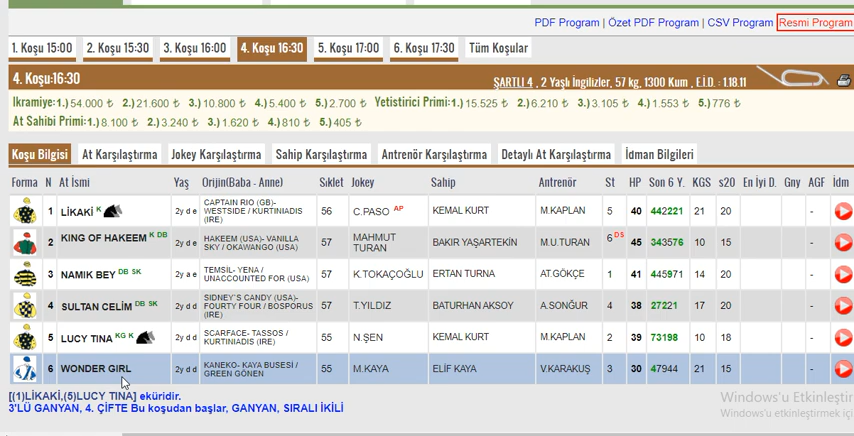 PDF Program | Özet PDF Program | CSV Program Resmi Program
1. Koşu 15:00 2. Koşu 15:30 3. Koşu 16:00 4. Koşu 16:30 5. Koşu 17:00 6. Koşu 17:30 Tüm Koşular
4. Koşu:16:30 ŞARTLI 4 , 2 Yaşlı İngilizler, 57 kg, 1300 Kum , E.İ.D. : 1.18.11
Ikramiye:1.) 54.000 ₺ 2.) 21.600 ₺ 3.) 10.800 ₺ 4.) 5.400 ₺ 5.) 2.700 ₺ Yetistirici Primi:1.) 15.525 ₺ 2.) 6.210 ₺ 3.) 3.105 ₺ 4.) 1.553 ₺ 5.) 776 ₺
At Sahibi Primi:1.) 8.100 ₺ 2.) 3.240 ₺ 3.) 1.620 ₺ 4.) 810 ₺ 5.) 405 ₺
Koşu Bilgisi At Karşılaştırma Jokey Karşılaştırma Sahip Karşılaştırma Antrenör Karşılaştırma Detaylı At Karşılaştırma İdman Bilgileri
Forma N At İsmi Yaş Orijin(Baba - Anne) Sıklet Jokey Sahip Antrenör St HP Son 6 Y. KGS s20 En İyi D. Gny AGF İdm
1 LİKAKİ K 2y d e CAPTAIN RIO (GB)- WESTSIDE / KURTINIADIS (IRE) 56 C.PASO AP KEMAL KURT M.KAPLAN 5 40 442221 21 20 -
2 KING OF HAKEEM K DB 2y d e HAKEEM (USA)- VANILLA SKY / OKAWANGO (USA) 57 MAHMUT TURAN BAKIR YAŞARTEKİN M.U.TURAN 6 DS 45 343576 10 15 -
3 NAMIK BEY DB SK 2y a e TEMSIL- YENA / UNACCOUNTED FOR (USA) 57 K.TOKAÇOĞLU ERTAN TURNA AT.GÖKÇE 1 41 445971 14 20 -
4 SULTAN CELİM DB SK 2y d d SIDNEY'S CANDY (USA)- FOURTY FOUR / BOSPORUS (IRE) 57 T.YILDIZ BATURHAN AKSOY A.SONĞUR 4 38 27221 17 20 -
5 LUCY TINA KG K 2y d d SCARFACE- TASSOS / KURTINIADIS (IRE) 55 N.ŞEN KEMAL KURT M.KAPLAN 2 39 73198 10 18 -
6 WONDER GIRL 2y d d KANEKO- KAYA BUSESİ / GREEN GÖNEN 55 M.KAYA ELİF KAYA V.KARAKUŞ 3 30 47944 21 15 -
[(1)LİKAKİ,(5)LUCY TINA] eküridir.
3'LÜ GANYAN, 4. ÇİFTE Bu koşudan başlar, GANYAN, SIRALI İKİLİ
Windows'u Etkinleştir
Windows'u etkinleştirmek içi